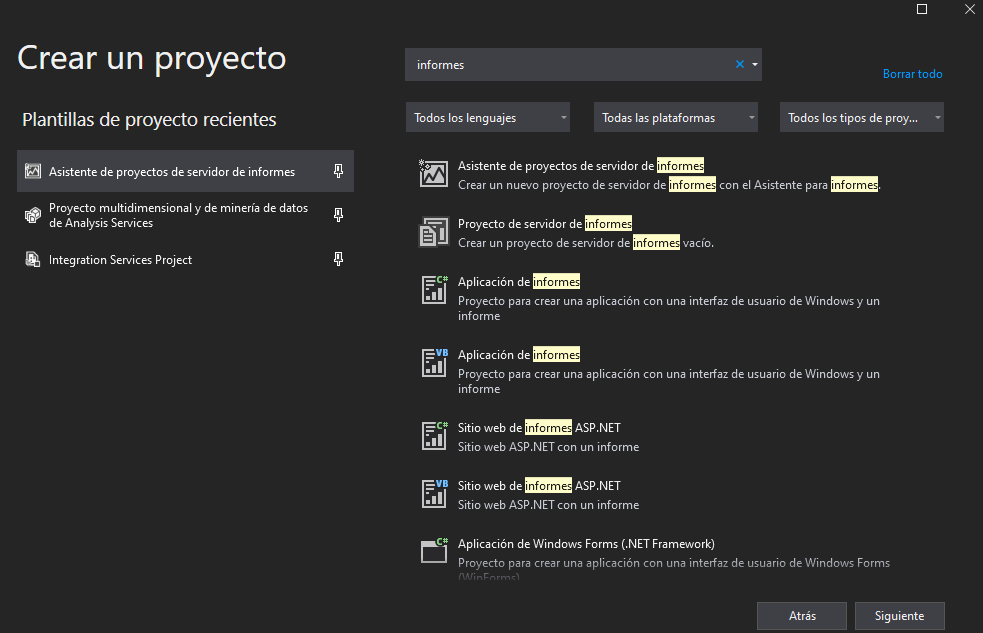 Crear un proyecto
Plantillas de proyecto recientes
Asistente de proyectos de servidor de informes
Proyecto multidimensional y de minería de datos
de Analysis Services
Integration Services Project
informes
Borrar todo
Todos los lenguajes
Todas las plataformas
Todos los tipos de proy...
Asistente de proyectos de servidor de informes
Crear un nuevo proyecto de servidor de informes con el Asistente para informes.
Proyecto de servidor de informes
Crear un proyecto de servidor de informes vacío.
C#
Aplicación de informes
Proyecto para crear una aplicación con una interfaz de usuario de Windows y un
informe
VB
Aplicación de informes
Proyecto para crear una aplicación con una interfaz de usuario de Windows y un
informe
C#
Sitio web de informes ASP.NET
Sitio web ASP.NET con un informe
VB
Sitio web de informes ASP.NET
Sitio web ASP.NET con un informe
C#
Aplicación de Windows Forms (.NET Framework)
Proyecto para crear una aplicación con una interfaz de usuario de Windows Forms
(WinForms)
Atrás
Siguiente